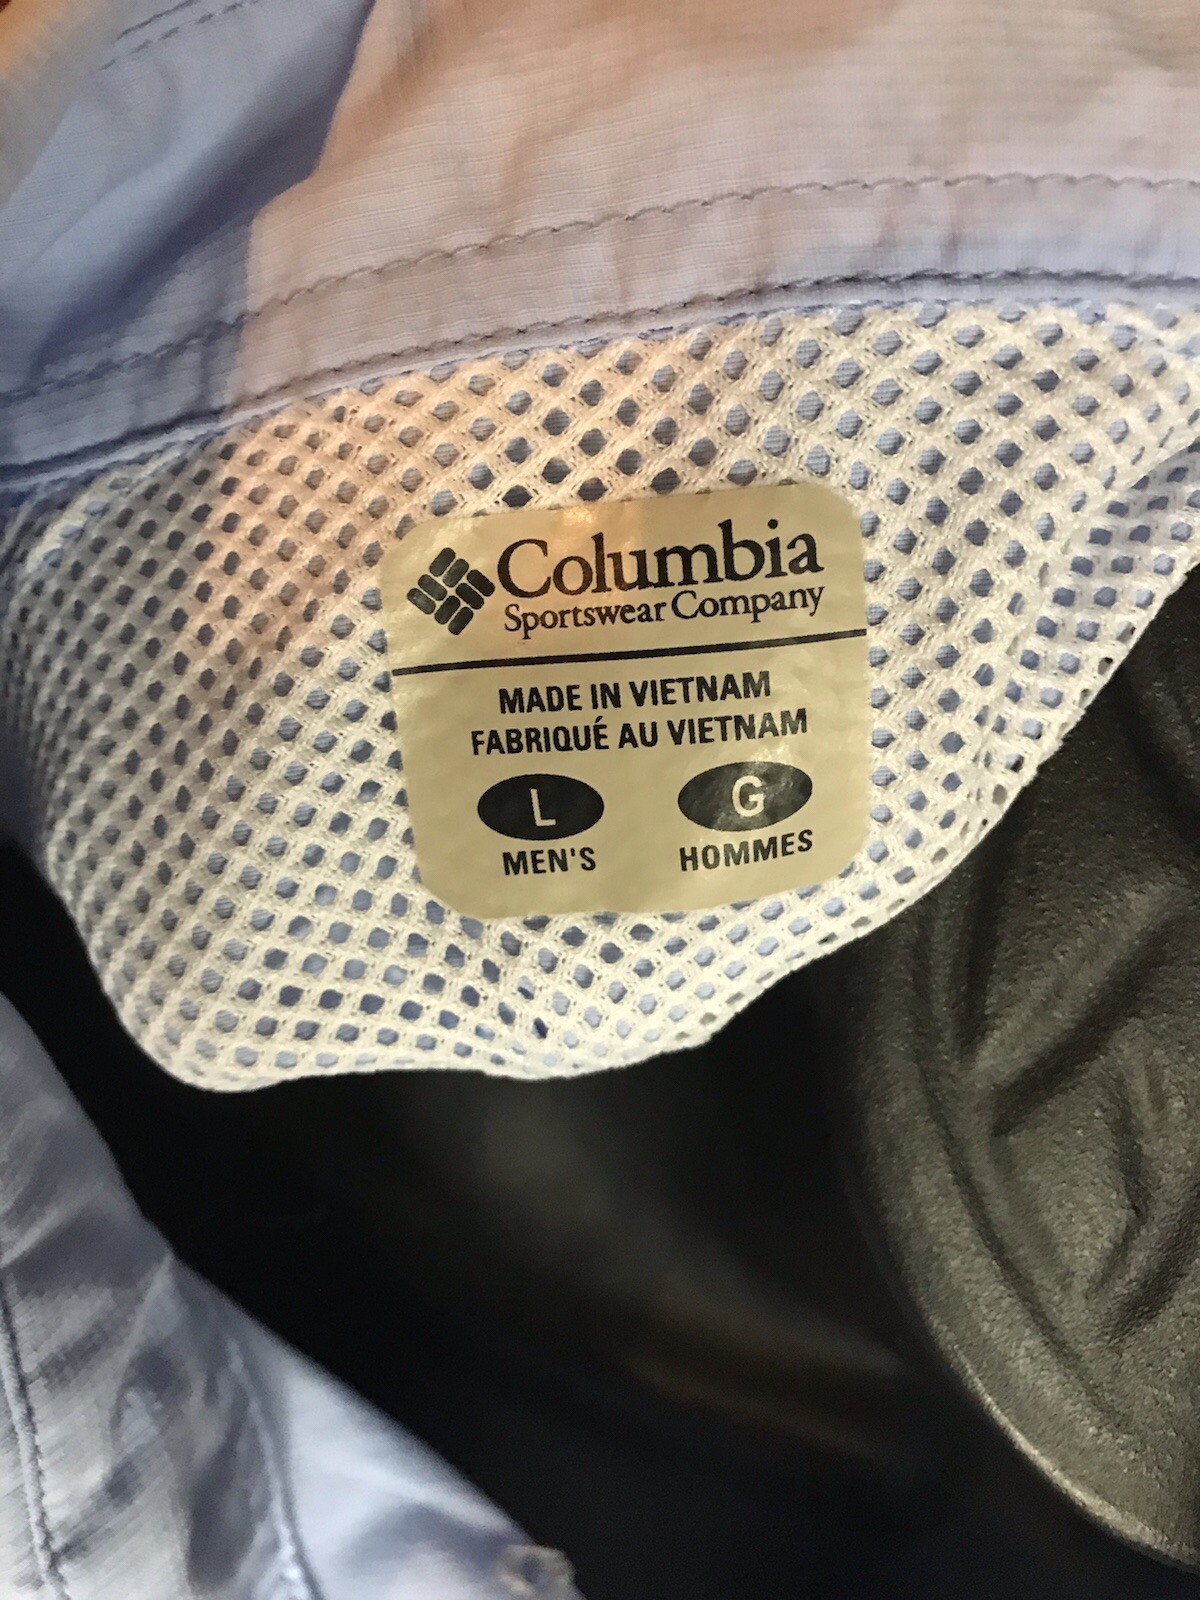 Columbia
Sportswear Company
MADE IN VIETNAM
FABRIQUÉ AU VIETNAM
L G
MEN'S HOMMES